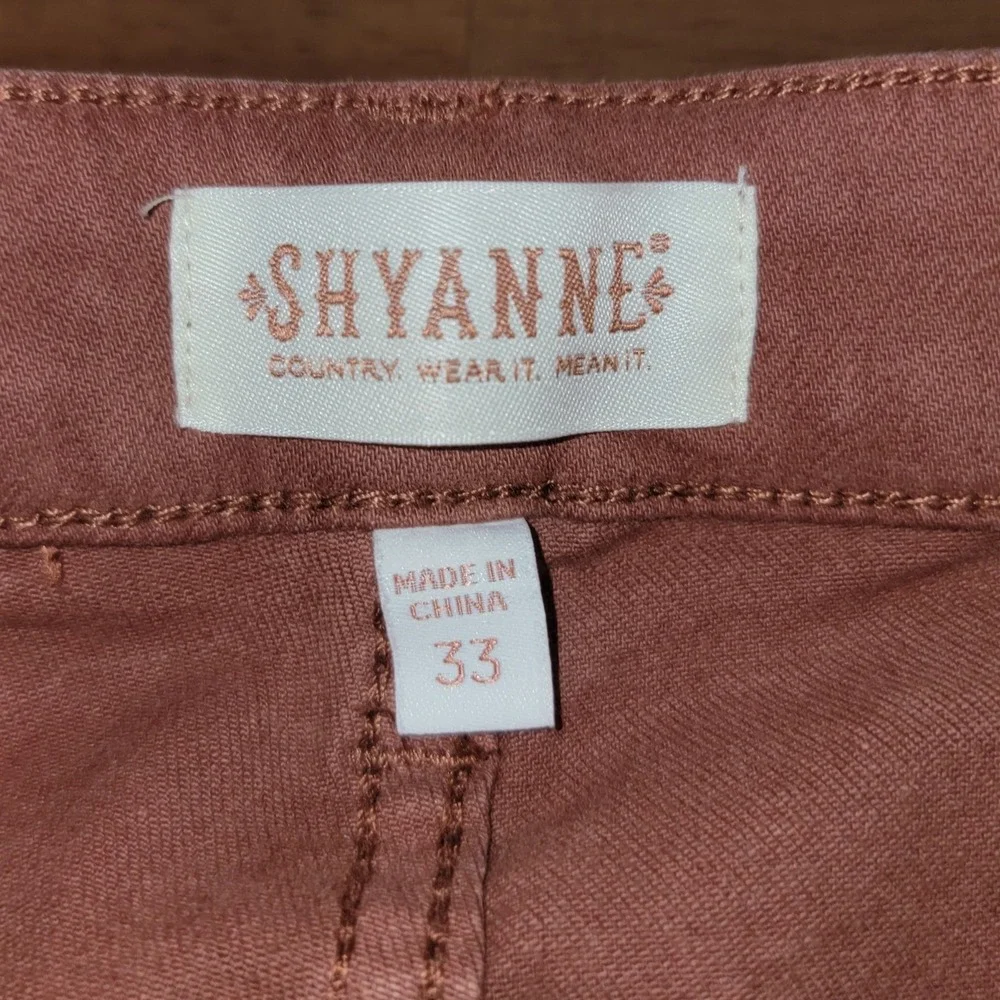 SHYANNE®
COUNTRY. WEAR IT. MEAN IT.
MADE IN
CHINA
33